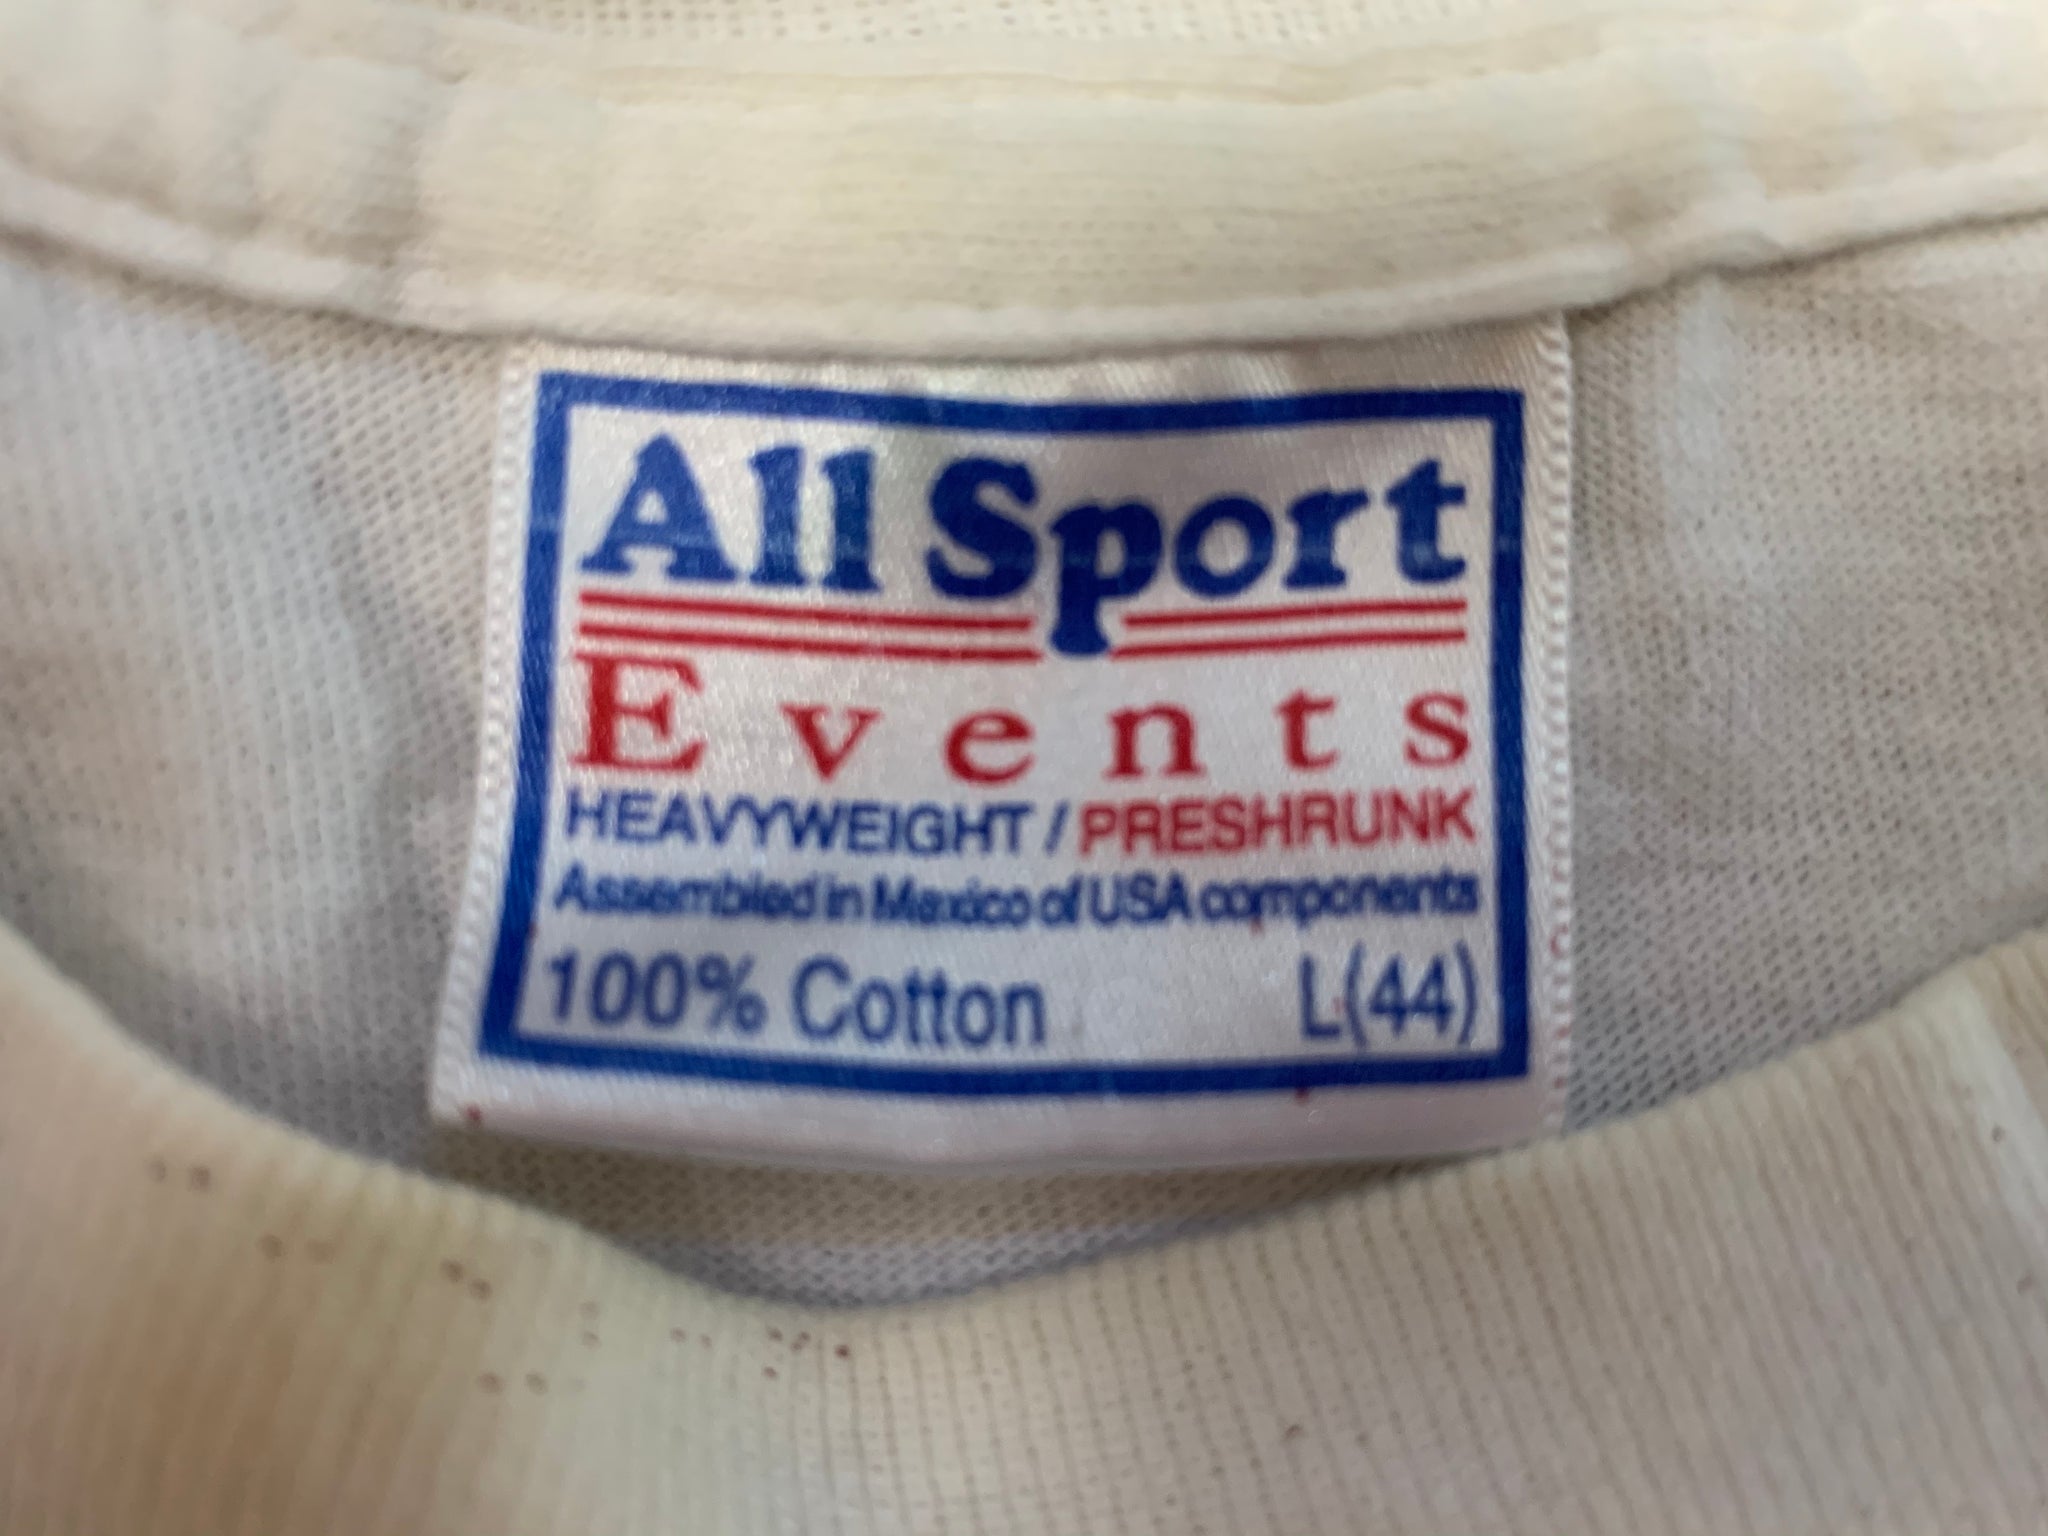 All Sport
Events
HEAVYWEIGHT / PRESHRUNK
Assembled in Mexico of USA components
100% Cotton L(44)